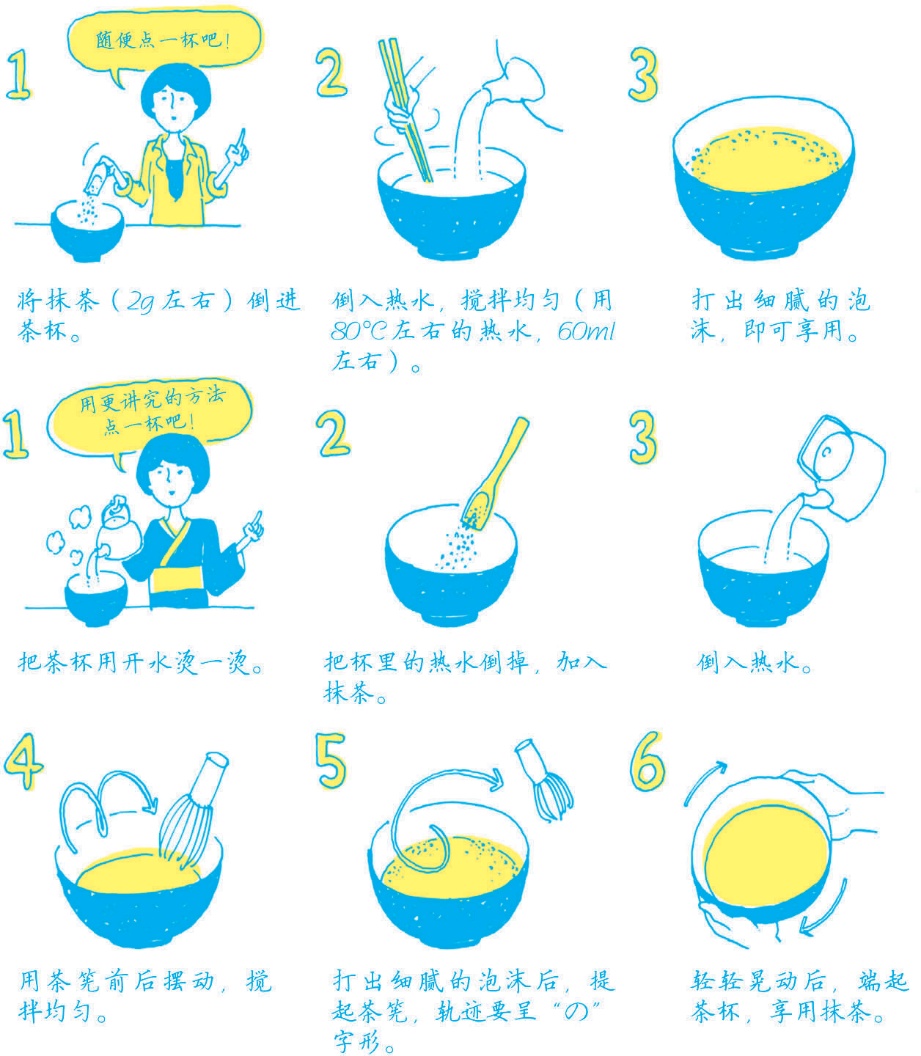 1
随便点一杯吧!
将抹茶（2g左右）倒进
茶杯。
2
倒入热水，搅拌均匀（用
80℃左右的热水，60ml
左右）。
3
打出细腻的泡
沫，即可享用。
1
用更讲究的方法
点一杯吧!
把茶杯用开水烫一烫。
2
把杯里的热水倒掉，加入
抹茶。
3
倒入热水。
4
用茶筅前后摆动，搅
拌均匀。
5
打出细腻的泡沫后，提
起茶筅，轨迹要呈“の”
字形。
6
轻轻晃动后，端起
茶杯，享用抹茶。